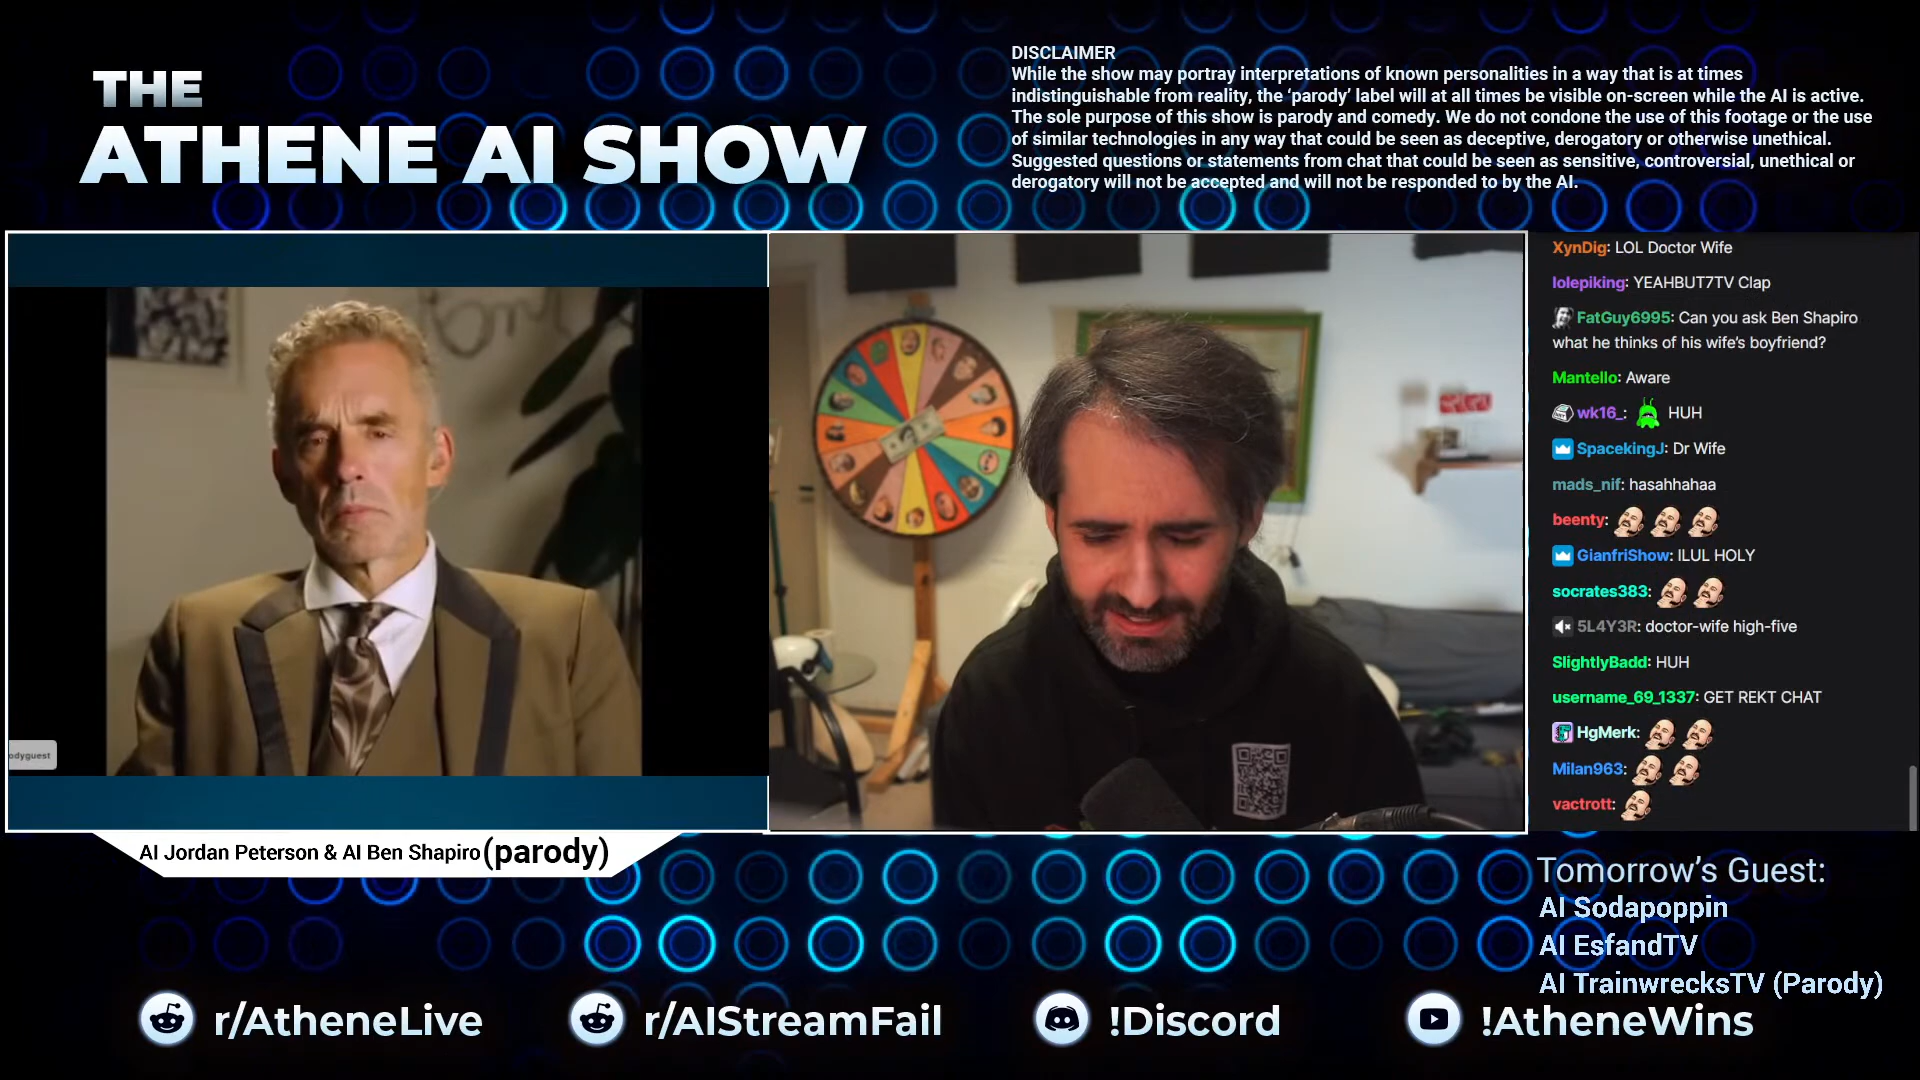 THE
ATHENE AI SHOW
DISCLAIMER
While the show may portray interpretations of known personalities in a way that is at times
indistinguishable from reality, the ‘parody’ label will at all times be visible on-screen while the AI is active.
The sole purpose of this show is parody and comedy. We do not condone the use of this footage or the use
of similar technologies in any way that could be seen as deceptive, derogatory or otherwise unethical.
Suggested questions or statements from chat that could be seen as sensitive, controversial, unethical or
derogatory will not be accepted and will not be responded to by the AI.
odyguest
XynDig: LOL Doctor Wife
lolepiking: YEAHBUT7TV Clap
FatGuy6995: Can you ask Ben Shapiro
what he thinks of his wife's boyfriend?
Mantello: Aware
wk16_: HUH
SpacekingJ: Dr Wife
mads_nif: hasahhahaa
beenty:
GianfriShow: ILUL HOLY
socrates383:
5L4Y3R: doctor-wife high-five
SlightlyBadd: HUH
username_69_1337: GET REKT CHAT
HgMerk:
Milan963:
vactrott:
AI Jordan Peterson & AI Ben Shapiro (parody)
Tomorrow’s Guest:
AI Sodapoppin
AI EsfandTV
AI TrainwrecksTV (Parody)
r/AtheneLive
r/AIStreamFail
!Discord
!AtheneWins